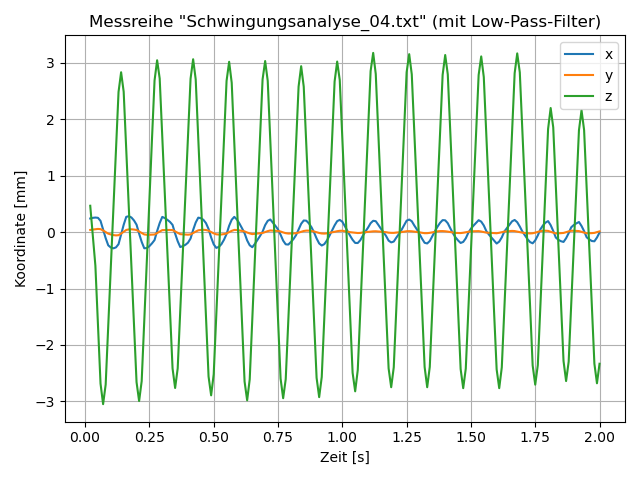 Messreihe "Schwingungsanalyse_04.txt" (mit Low-Pass-Filter)
x
y
z
3
2
1
0
−1
−2
−3
Koordinate [mm]
0.00 0.25 0.50 0.75 1.00 1.25 1.50 1.75 2.00
Zeit [s]